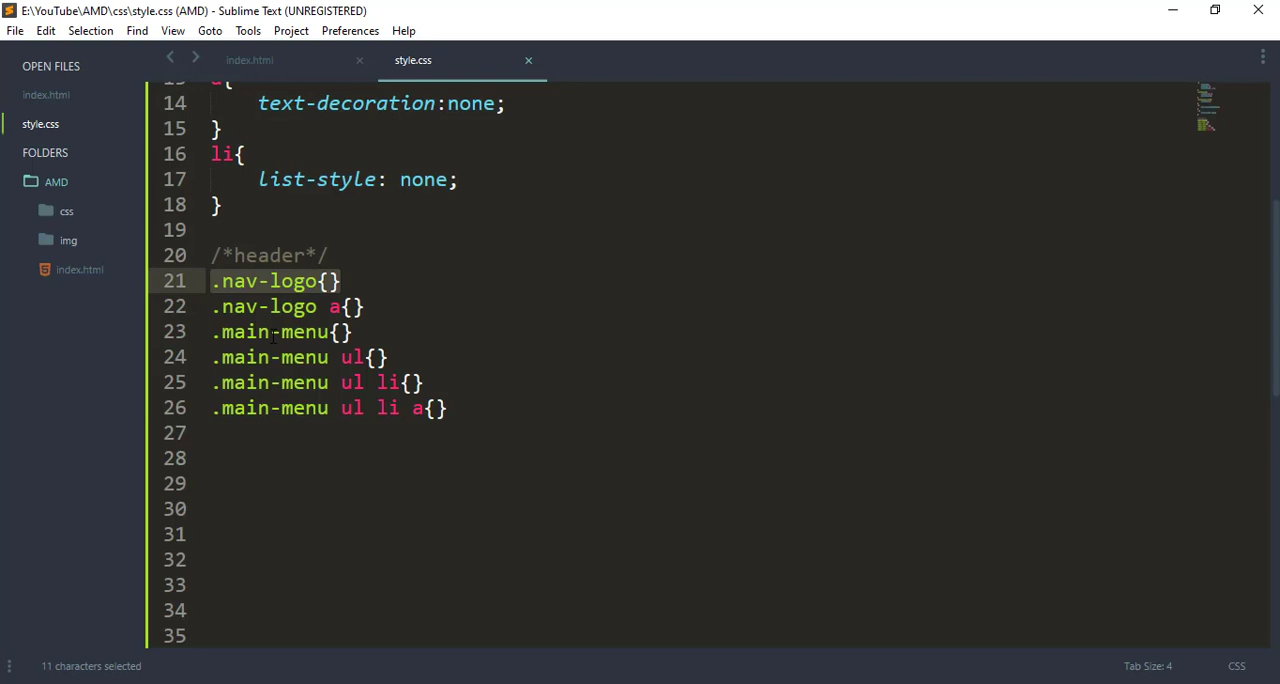 E:\YouTube\AMD\css\style.css (AMD) - Sublime Text (UNREGISTERED)
File Edit Selection Find View Goto Tools Project Preferences Help
OPEN FILES
index.html
style.css
FOLDERS
AMD
css
img
index.html
index.html
style.css
13 a{
14 text-decoration:none;
15 }
16 li{
17 list-style: none;
18 }
19
20 /*header*/
21 .nav-logo{}
22 .nav-logo a{}
23 .main-menu{}
24 .main-menu ul{}
25 .main-menu ul li{}
26 .main-menu ul li a{}
27
28
29
30
31
32
33
34
35
11 characters selected
Tab Size: 4
CSS